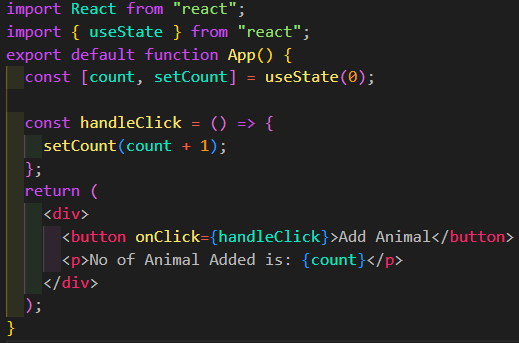 import React from "react";
import { useState } from "react";
export default function App() {
  const [count, setCount] = useState(0);

  const handleClick = () => {
    setCount(count + 1);
  };
  return (
    <div>
      <button onClick={handleClick}>Add Animal</button>
      <p>No of Animal Added is: {count}</p>
    </div>
  );
}